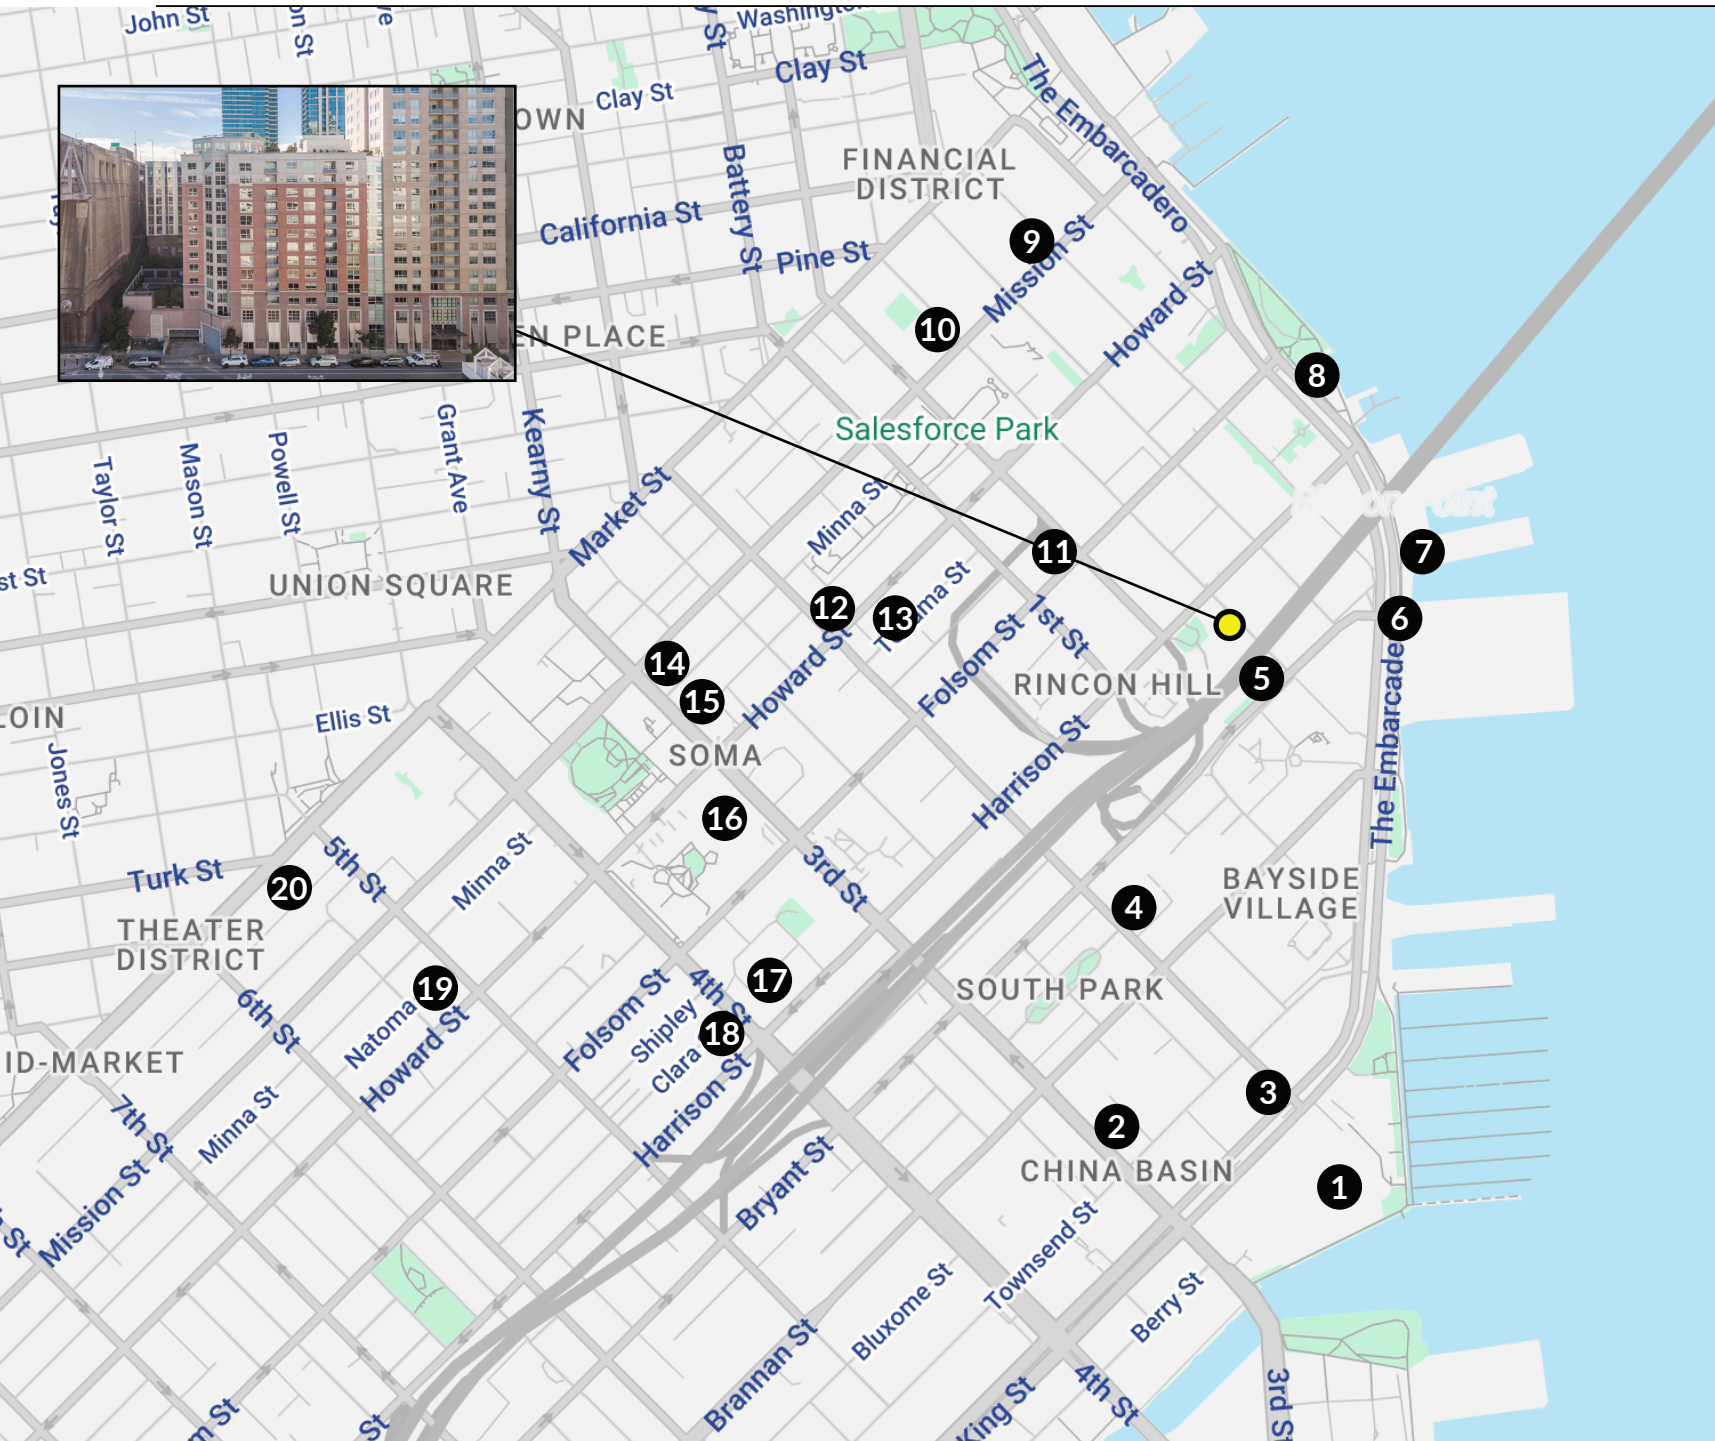 John St
Washington
Clay St
Clay St
The Embarcadero
OWN
FINANCIAL
DISTRICT
Battery St
California St
Pine St
9
Mission St
10
Howard St
EN PLACE
8
Salesforce Park
Grant Ave
Kearny St
Powell St
Mason St
Taylor St
Market St
Minna St
7
11
UNION SQUARE
st St
12
13
1st St
6
Folsom St
14
15
Howard St
RINCON HILL
5
LOIN
Ellis St
SOMA
Jones St
Harrison St
The Embarcade
16
5th St
Minna St
3rd St
Turk St
20
BAYSIDE
VILLAGE
4
THEATER
DISTRICT
19
17
SOUTH PARK
6th St
Natoma
Howard St
Folsom St
4th St
Shipley
18
Clara
Harrison St
ID-MARKET
3
7th St
Minna St
2
CHINA BASIN
1
Mission St
Bryant St
Townsend St
Bluxome St
Berry St
Brannan St
King St
4th St
3rd St
m St
St